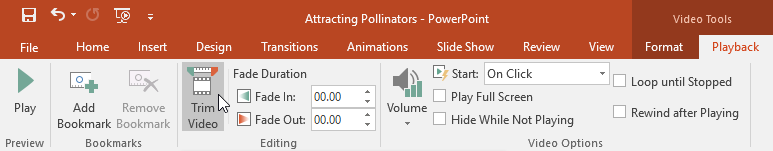 Attracting Pollinators - PowerPoint
Video Tools
File Home Insert Design Transitions Animations Slide Show Review View Format Playback
Play
Preview
Add Bookmark
Remove Bookmark
Bookmarks
Trim Video
Fade Duration
Fade In: 00.00
Fade Out: 00.00
Editing
Volume
Start: On Click
Play Full Screen
Hide While Not Playing
Loop until Stopped
Rewind after Playing
Video Options